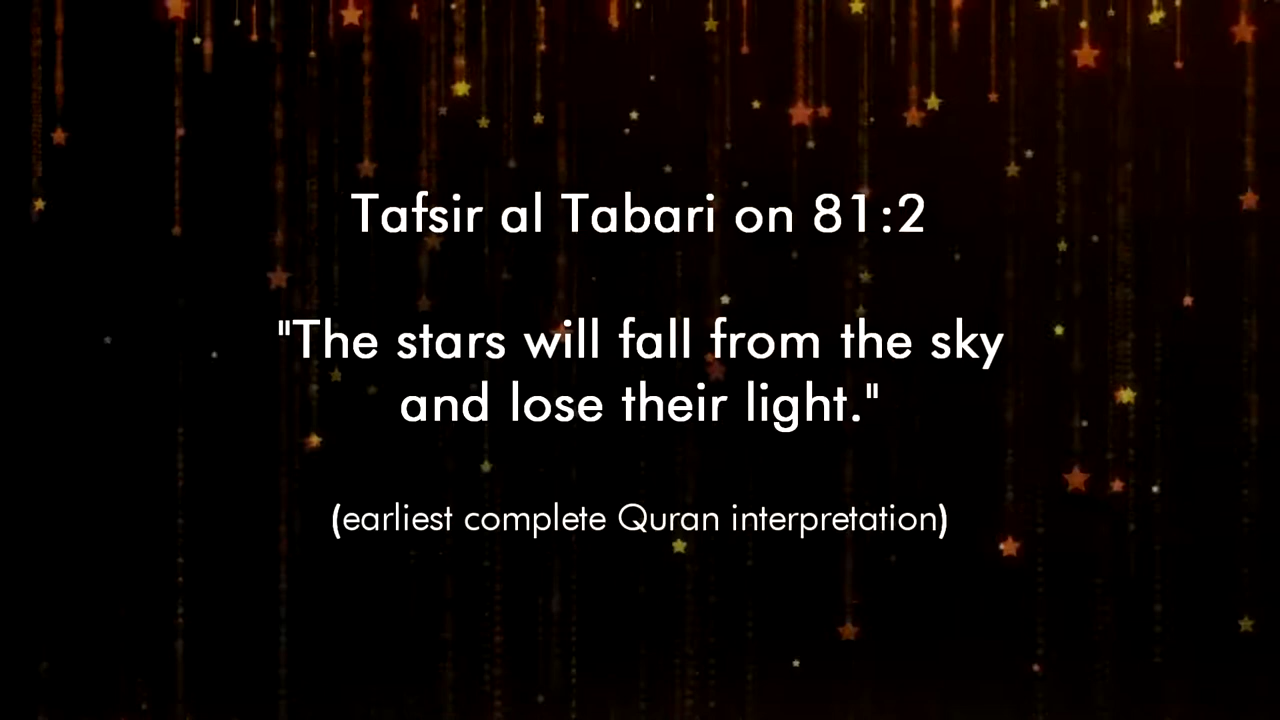 Tafsir al Tabari on 81:2
"The stars will fall from the sky
and lose their light."
(earliest complete Quran interpretation)